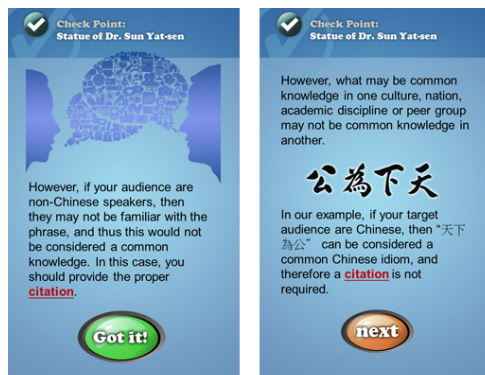 Check Point:
Statue of Dr. Sun Yat-sen
However, if your audience are
non-Chinese speakers, then
they may not be familiar with the
phrase, and thus this would not
be considered a common
knowledge. In this case, you
should provide the proper
citation.
Got it!
Check Point:
Statue of Dr. Sun Yat-sen
However, what may be common
knowledge in one culture, nation,
academic discipline or peer group
may not be common knowledge in
another.
公為下天
In our example, if your target
audience are Chinese, then “天下
為公” can be considered a
common Chinese idiom, and
therefore a citation is not
required.
next